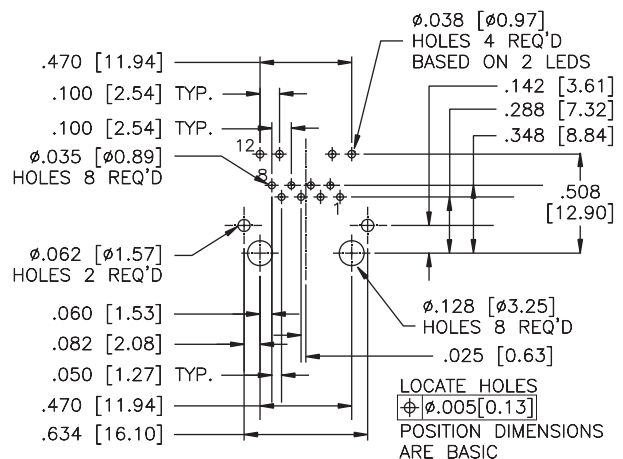 ø.038 [ø0.97]
HOLES 4 REQ'D
BASED ON 2 LEDS
.470 [11.94]
.142 [3.61]
.100 [2.54] TYP.
.288 [7.32]
.100 [2.54] TYP.
.348 [8.84]
12
ø.035 [ø0.89]
HOLES 8 REQ'D
8
.508
[12.90]
1
ø.062 [ø1.57]
HOLES 2 REQ'D
.060 [1.53]
ø.128 [ø3.25]
HOLES 8 REQ'D
.082 [2.08]
.025 [0.63]
.050 [1.27] TYP.
LOCATE HOLES
⌖ ø.005[0.13]
.470 [11.94]
POSITION DIMENSIONS
ARE BASIC
.634 [16.10]